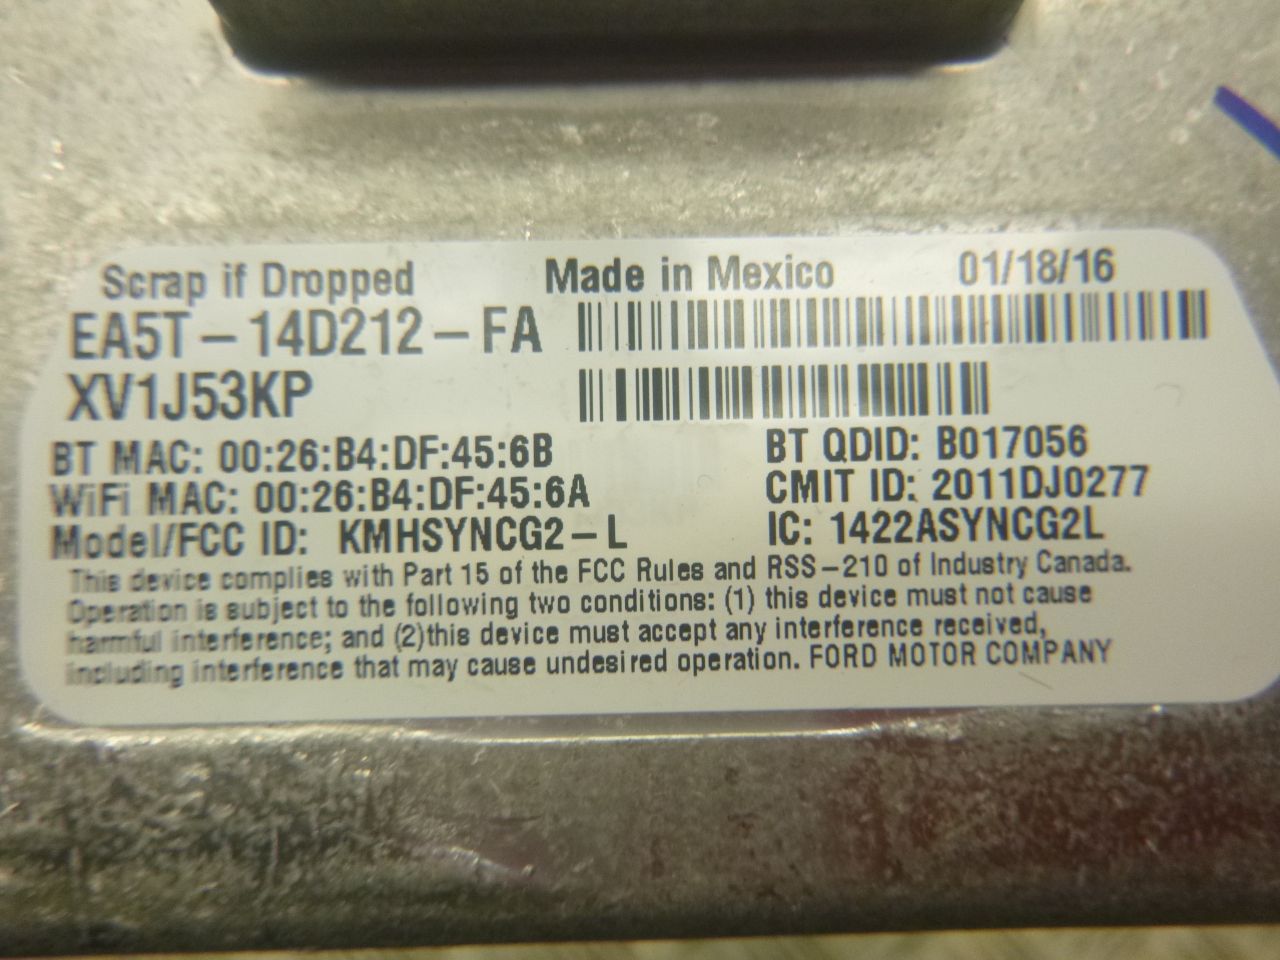 Scrap if Dropped Made in Mexico 01/18/16
EA5T-14D212-FA
XV1J53KP
BT MAC: 00:26:B4:DF:45:6B BT QDID: B017056
WiFi MAC: 00:26:B4:DF:45:6A CMIT ID: 2011DJ0277
Model/FCC ID: KMHSYNCG2-L IC: 1422ASYNCG2L
This device complies with Part 15 of the FCC Rules and RSS-210 of Industry Canada.
Operation is subject to the following two conditions: (1) this device must not cause
harmful interference; and (2)this device must accept any interference received,
including interference that may cause undesired operation. FORD MOTOR COMPANY